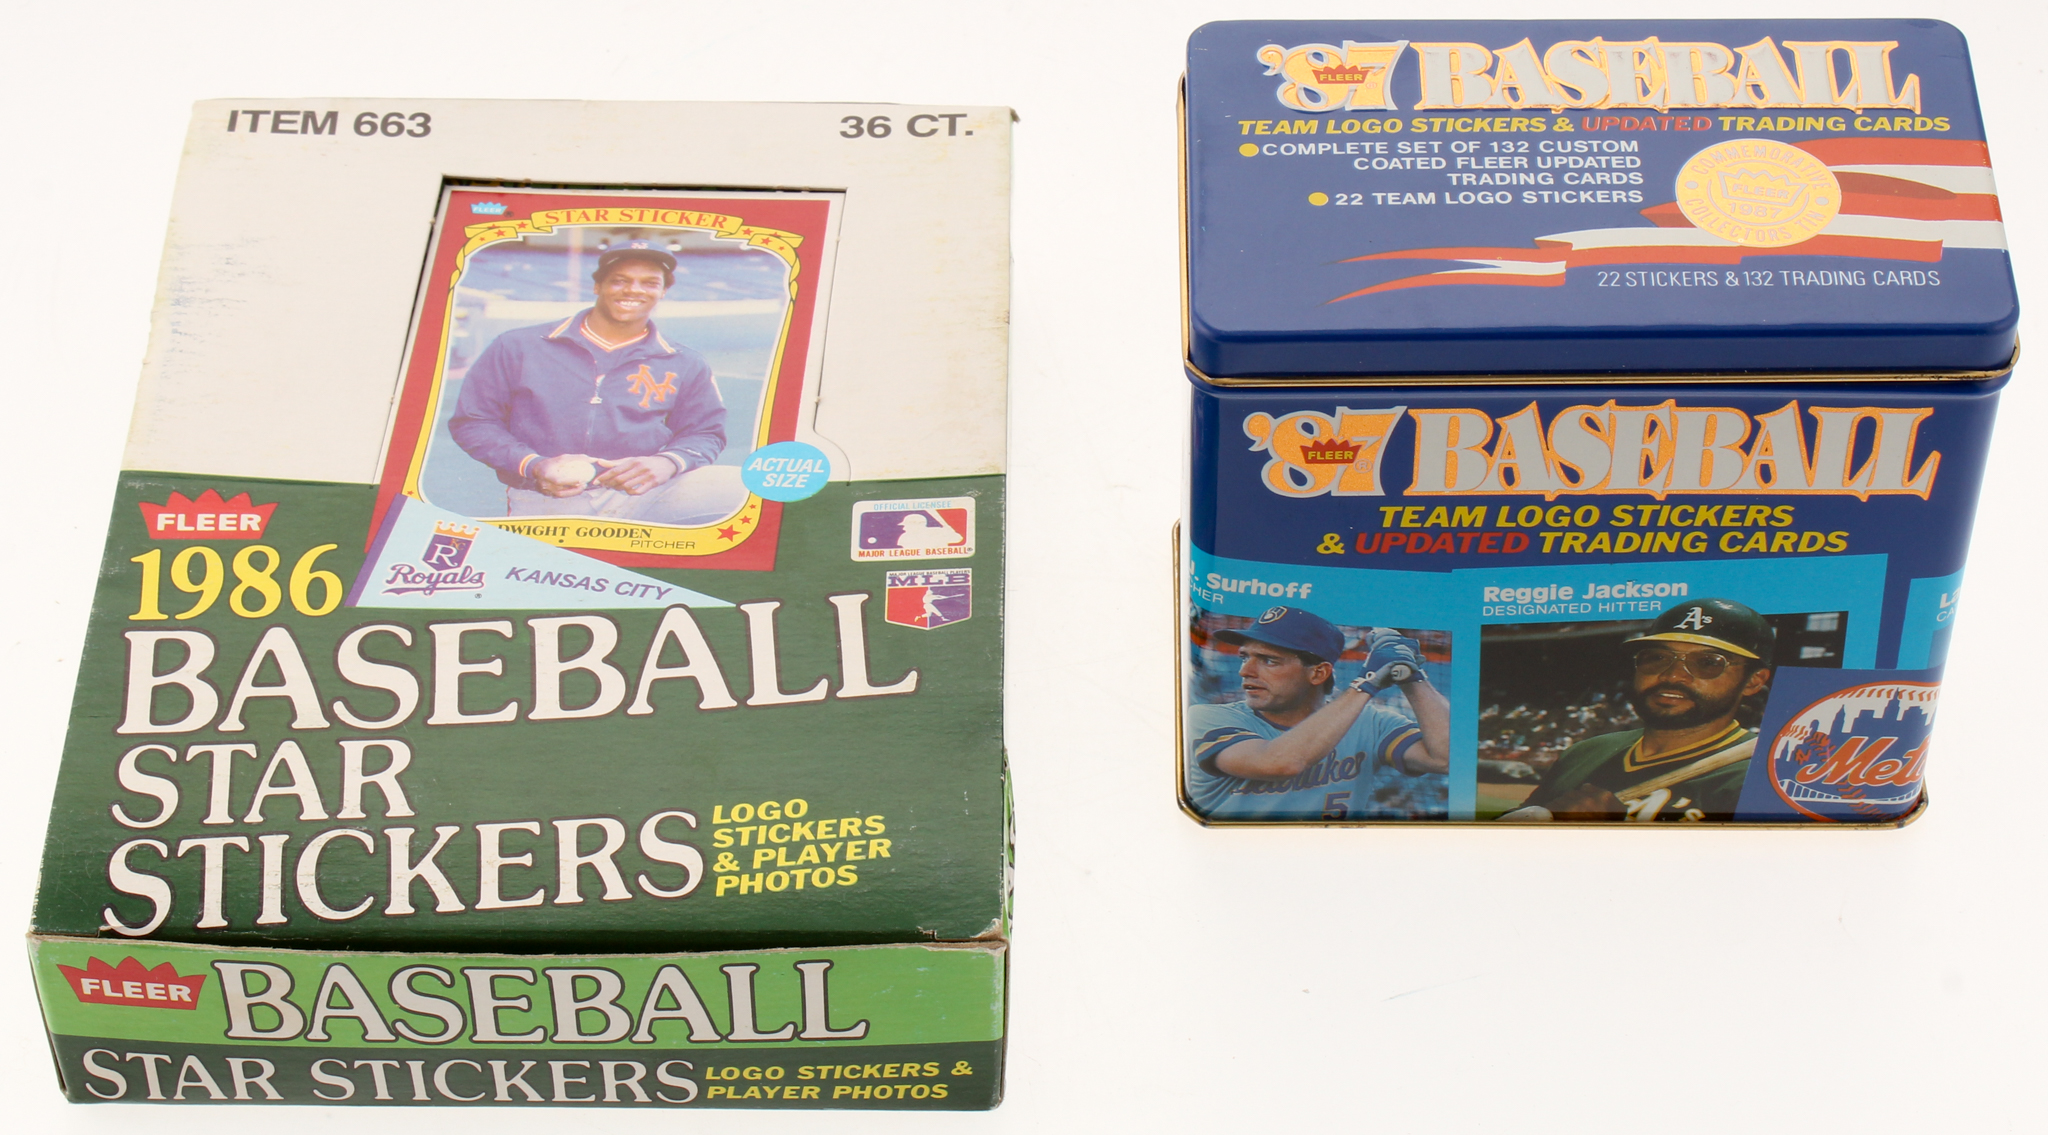 ITEM 663
36 CT.
FLEER
STAR STICKER
ACTUAL
SIZE
DWIGHT GOODEN
PITCHER
FLEER
1986
Royals
KANSAS CITY
OFFICIAL LICENSEE
MAJOR LEAGUE BASEBALL
MLB
BASEBALL
STAR
STICKERS
LOGO
STICKERS
& PLAYER
PHOTOS
FLEER
BASEBALL
STAR STICKERS
LOGO STICKERS &
PLAYER PHOTOS
'87 BASEBALL
FLEER
TEAM LOGO STICKERS & UPDATED TRADING CARDS
COMPLETE SET OF 132 CUSTOM
COATED FLEER UPDATED
TRADING CARDS
22 TEAM LOGO STICKERS
COMMEMORATIVE
FLEER
1987
COLLECTORS' TIN
22 STICKERS & 132 TRADING CARDS
'87 BASEBALL
FLEER
TEAM LOGO STICKERS
& UPDATED TRADING CARDS
Surhoff
Reggie Jackson
DESIGNATED HITTER
A's
5
A's
Mets